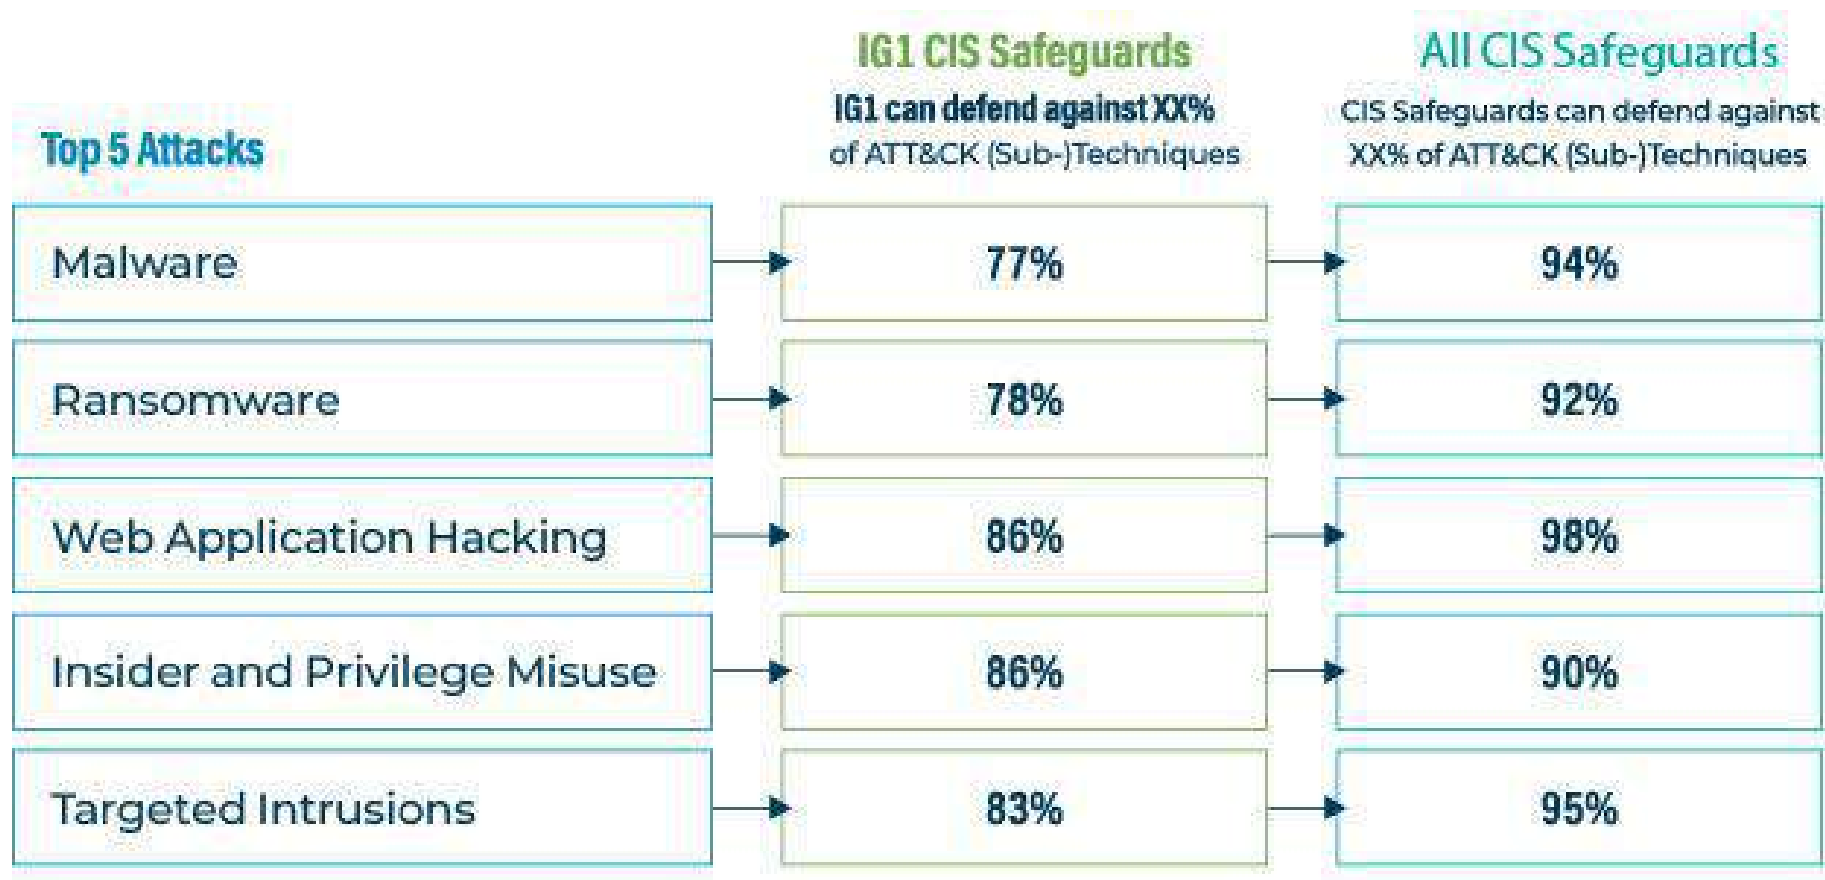 IG1 CIS Safeguards
All CIS Safeguards
IG1 can defend against XX%
of ATT&CK (Sub-)Techniques
CIS Safeguards can defend against
XX% of ATT&CK (Sub-)Techniques
Top 5 Attacks
Malware
77%
94%
Ransomware
78%
92%
Web Application Hacking
86%
98%
Insider and Privilege Misuse
86%
90%
Targeted Intrusions
83%
95%